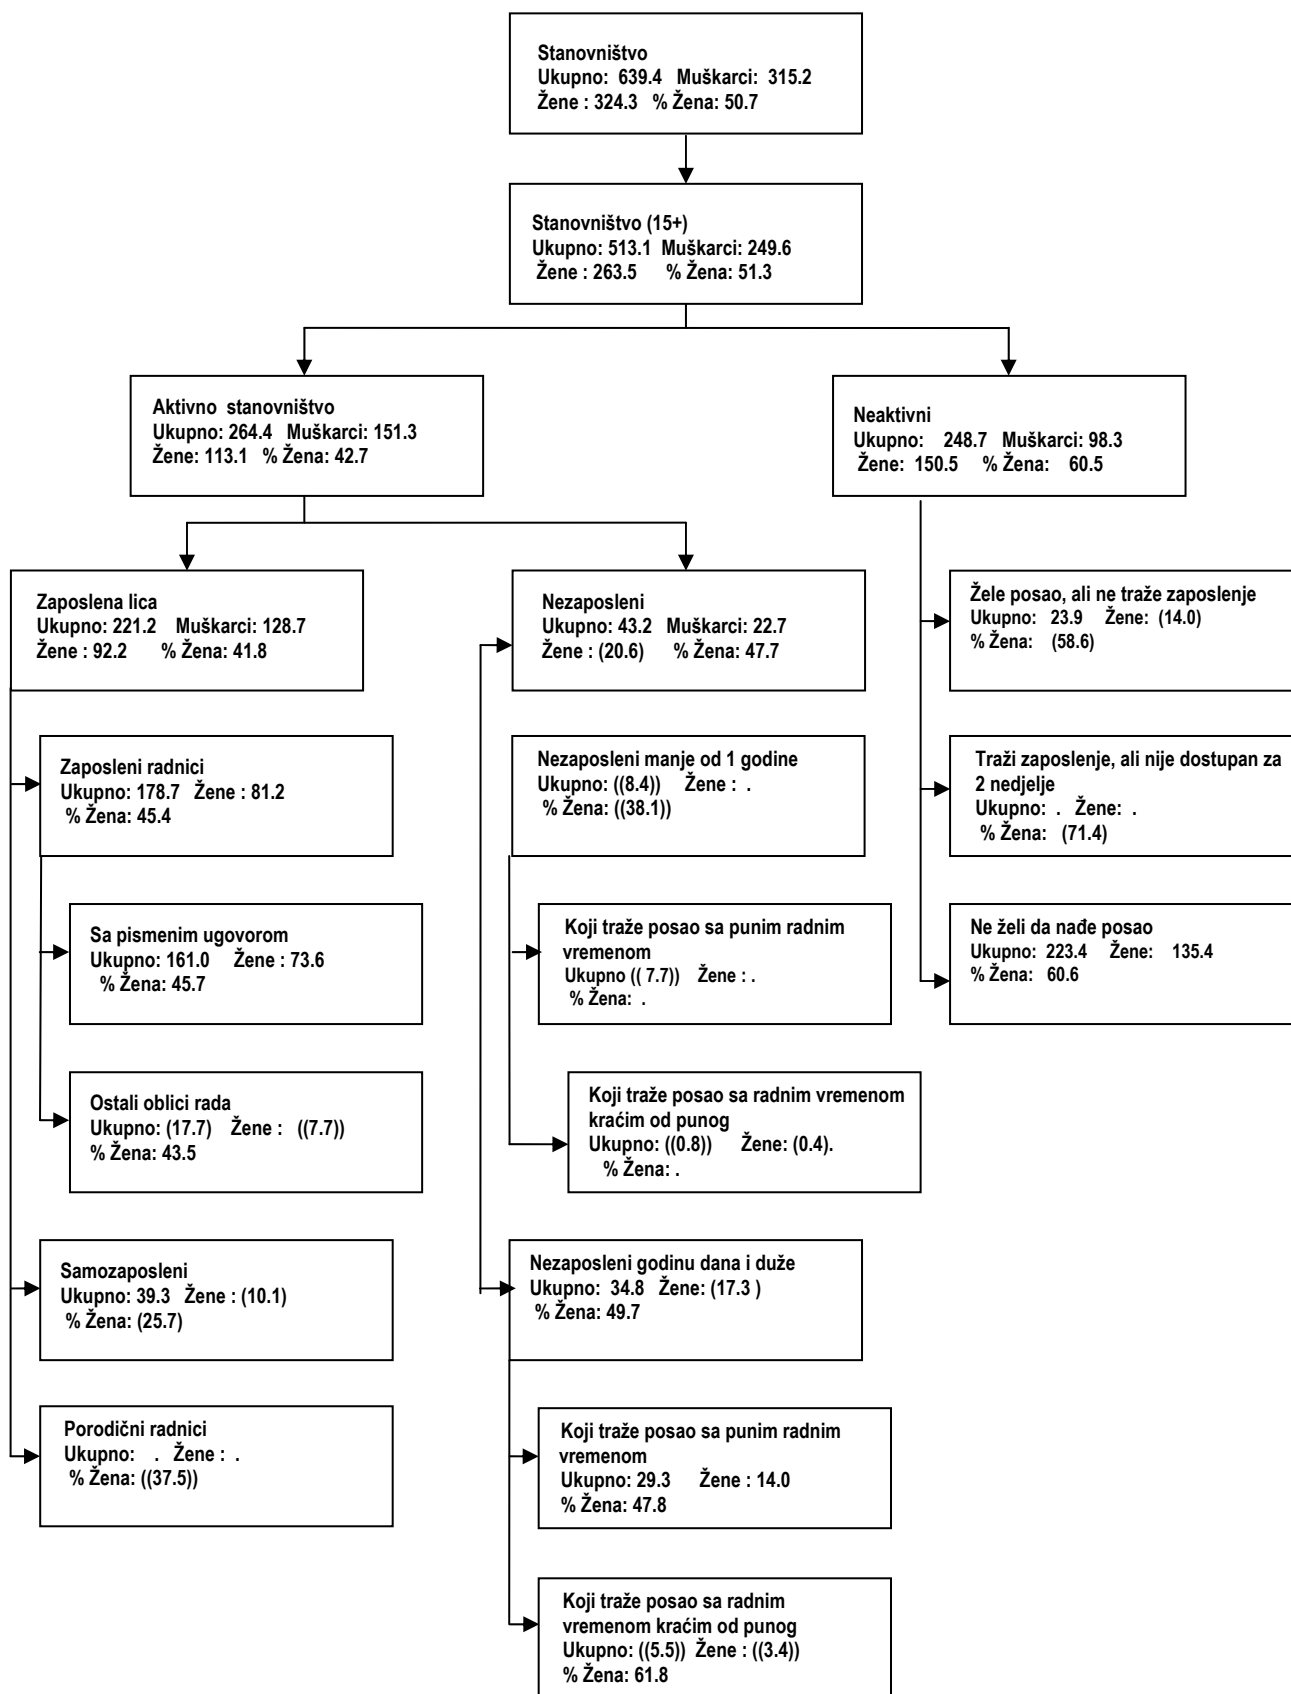 Stanovništvo
Ukupno: 639.4 Muškarci: 315.2
Žene : 324.3 % Žena: 50.7
Stanovništvo (15+)
Ukupno: 513.1 Muškarci: 249.6
Žene : 263.5 % Žena: 51.3
Aktivno stanovništvo
Ukupno: 264.4 Muškarci: 151.3
Žene: 113.1 % Žena: 42.7
Neaktivni
Ukupno: 248.7 Muškarci: 98.3
Žene: 150.5 % Žena: 60.5
Zaposlena lica
Ukupno: 221.2 Muškarci: 128.7
Žene : 92.2 % Žena: 41.8
Nezaposleni
Ukupno: 43.2 Muškarci: 22.7
Žene : (20.6) % Žena: 47.7
Žele posao, ali ne traže zaposlenje
Ukupno: 23.9 Žene: (14.0)
% Žena: (58.6)
Zaposleni radnici
Ukupno: 178.7 Žene : 81.2
% Žena: 45.4
Nezaposleni manje od 1 godine
Ukupno: ((8.4)) Žene : .
% Žena: ((38.1))
Traži zaposlenje, ali nije dostupan za
2 nedjelje
Ukupno: . Žene: .
% Žena: (71.4)
Sa pismenim ugovorom
Ukupno: 161.0 Žene : 73.6
% Žena: 45.7
Koji traže posao sa punim radnim
vremenom
Ukupno (( 7.7)) Žene : .
% Žena: .
Ne želi da nađe posao
Ukupno: 223.4 Žene: 135.4
% Žena: 60.6
Ostali oblici rada
Ukupno: (17.7) Žene : ((7.7))
% Žena: 43.5
Koji traže posao sa radnim vremenom
kraćim od punog
Ukupno: ((0.8)) Žene: (0.4).
% Žena: .
Samozaposleni
Ukupno: 39.3 Žene : (10.1)
% Žena: (25.7)
Nezaposleni godinu dana i duže
Ukupno: 34.8 Žene: (17.3 )
% Žena: 49.7
Porodični radnici
Ukupno: . Žene : .
% Žena: ((37.5))
Koji traže posao sa punim radnim
vremenom
Ukupno: 29.3 Žene : 14.0
% Žena: 47.8
Koji traže posao sa radnim
vremenom kraćim od punog
Ukupno: ((5.5)) Žene : ((3.4))
% Žena: 61.8